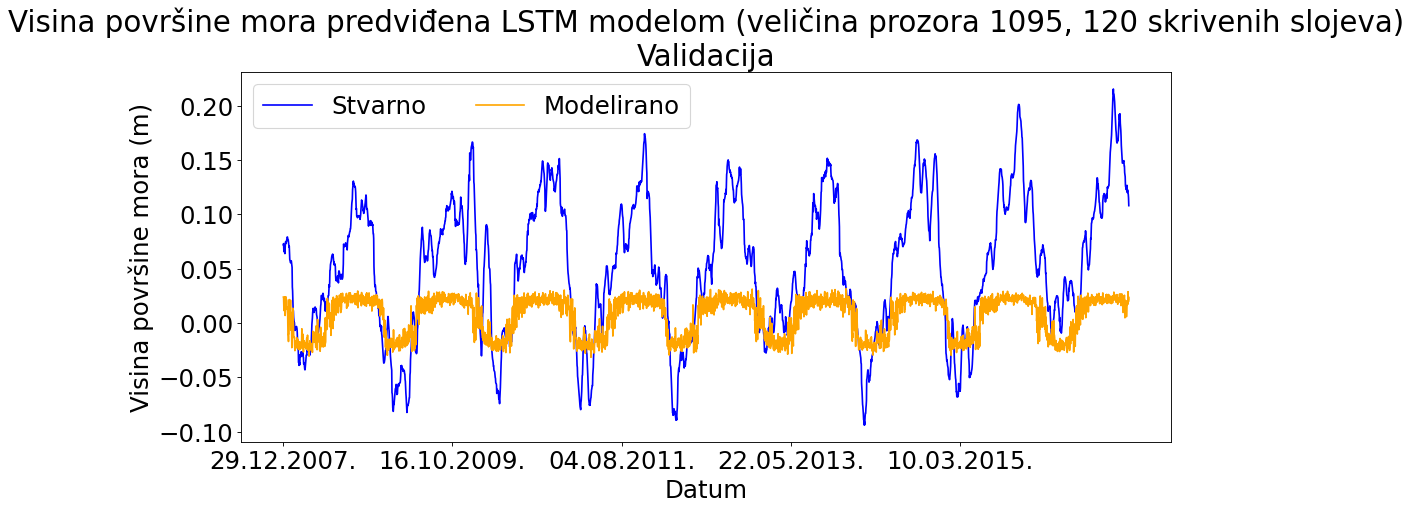 Visina površine mora predviđena LSTM modelom (veličina prozora 1095, 120 skrivenih slojeva)
Validacija
Stvarno
Modelirano
Visina površine mora (m)
0.20
0.15
0.10
0.05
0.00
−0.05
−0.10
29.12.2007. 16.10.2009. 04.08.2011. 22.05.2013. 10.03.2015.
Datum